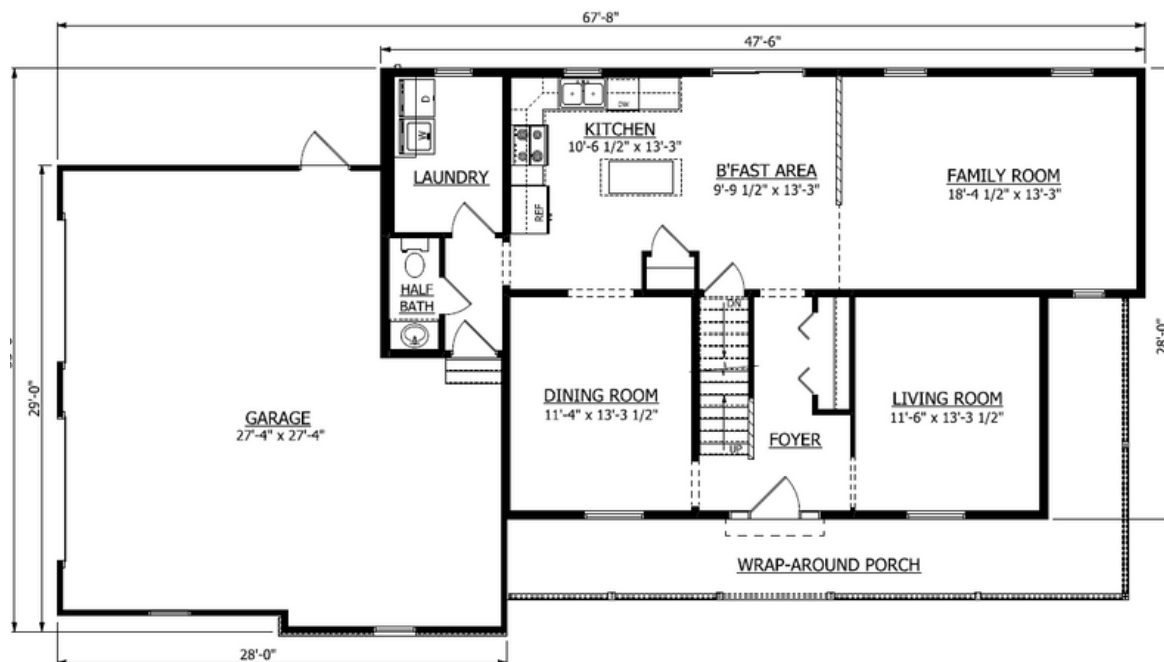 67'-8"
47'-6"
D
W
LAUNDRY
DW
KITCHEN
10'-6 1/2" x 13'-3"
REF
B'FAST AREA
9'-9 1/2" x 13'-3"
FAMILY ROOM
18'-4 1/2" x 13'-3"
HALF
BATH
DN
UP
DINING ROOM
11'-4" x 13'-3 1/2"
FOYER
LIVING ROOM
11'-6" x 13'-3 1/2"
28'-0"
29'-0"
GARAGE
27'-4" x 27'-4"
WRAP-AROUND PORCH
28'-0"